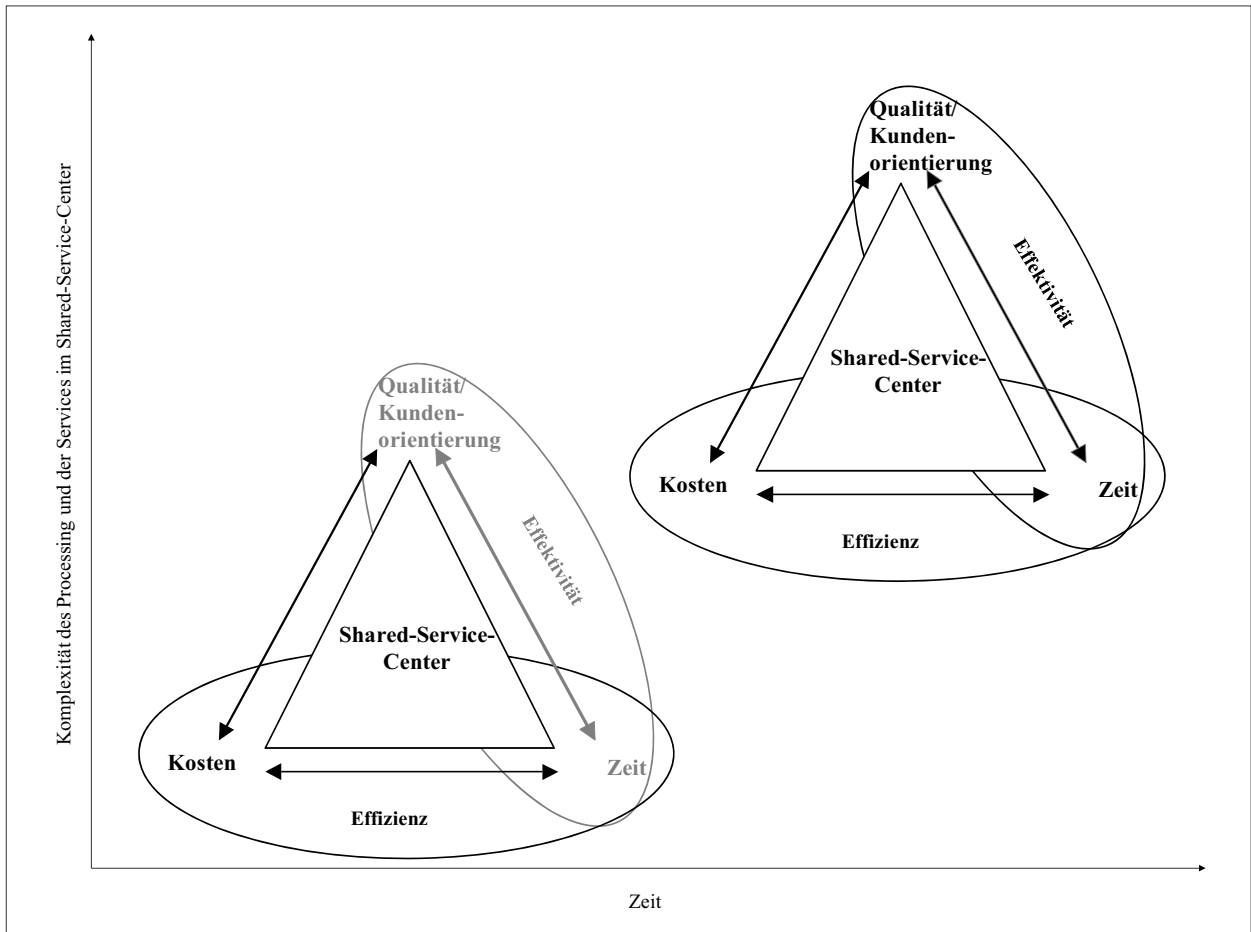 Komplexität des Processing und der Services im Shared-Service-Center
Qualität/
Kunden-
orientierung
Effektivität
Shared-Service-
Center
Kosten
Zeit
Effizienz
Qualität/
Kunden-
orientierung
Effektivität
Shared-Service-
Center
Kosten
Zeit
Effizienz
Zeit